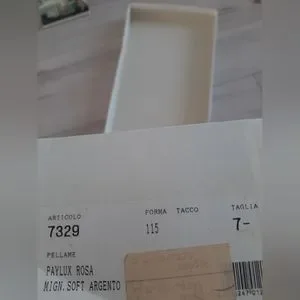 ARTICOLO FORMA TACCO TAGLIA
7329 115 7-
PELLAME
PAYLUX ROSA
MIGN.SOFT ARGENTO